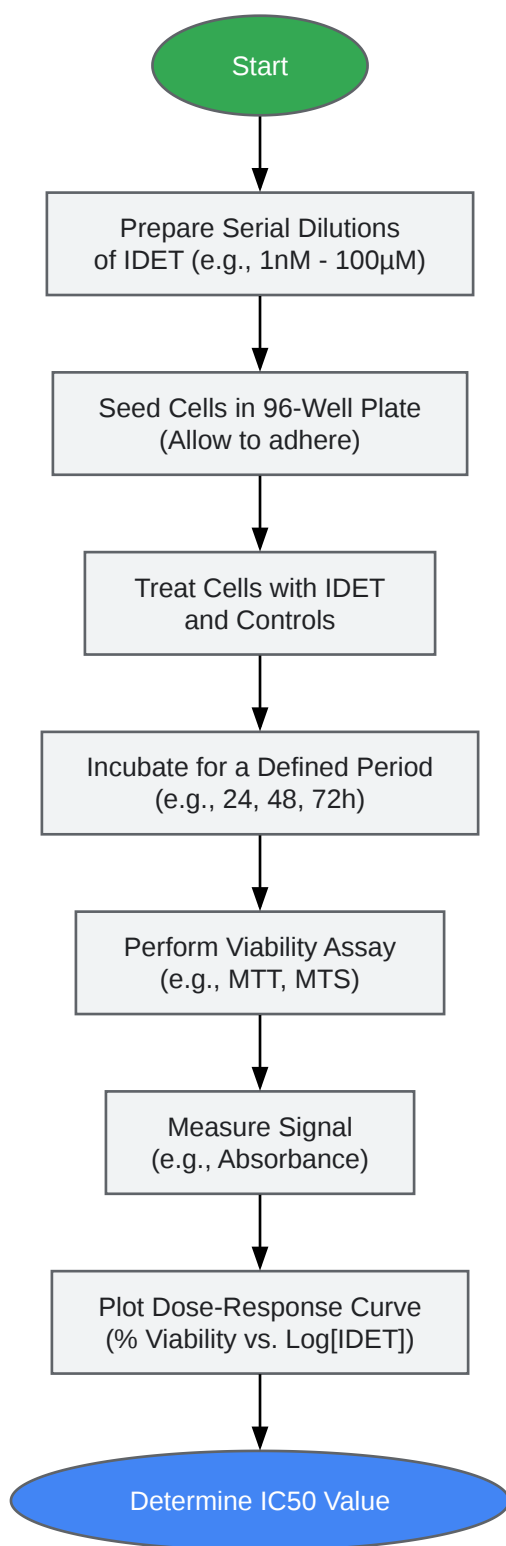 Start
Prepare Serial Dilutions
of IDET (e.g., 1nM - 100µM)
Seed Cells in 96-Well Plate
(Allow to adhere)
Treat Cells with IDET
and Controls
Incubate for a Defined Period
(e.g., 24, 48, 72h)
Perform Viability Assay
(e.g., MTT, MTS)
Measure Signal
(e.g., Absorbance)
Plot Dose-Response Curve
(% Viability vs. Log[IDET])
Determine IC50 Value